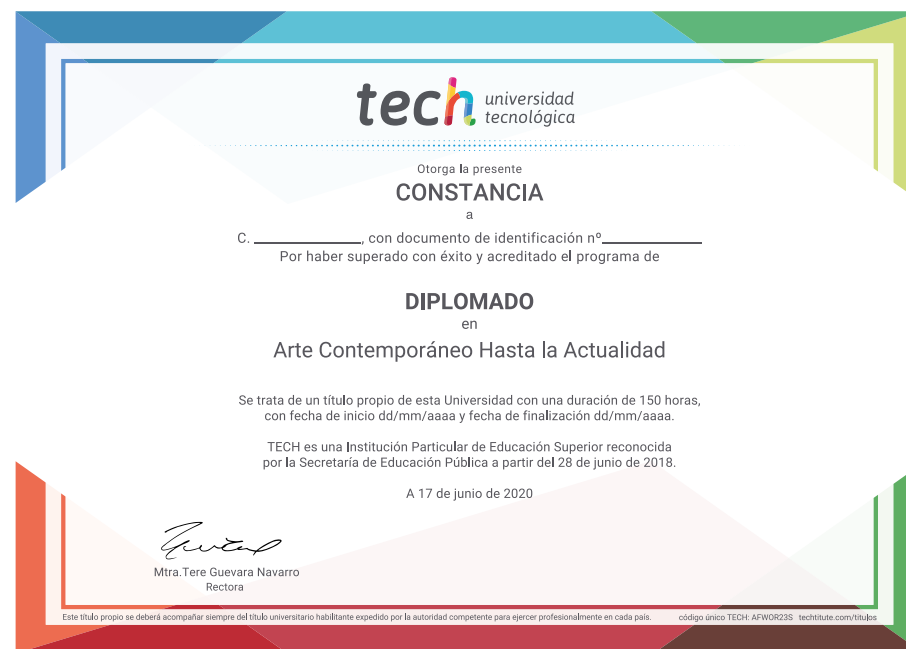 tech universidad
tecnológica
Otorga la presente
CONSTANCIA
a
C. ____________, con documento de identificación nº____________
Por haber superado con éxito y acreditado el programa de
DIPLOMADO
en
Arte Contemporáneo Hasta la Actualidad
Se trata de un título propio de esta Universidad con una duración de 150 horas,
con fecha de inicio dd/mm/aaaa y fecha de finalización dd/mm/aaaa.
TECH es una Institución Particular de Educación Superior reconocida
por la Secretaría de Educación Pública a partir del 28 de junio de 2018.
A 17 de junio de 2020
Mtra.Tere Guevara Navarro
Rectora
Este título propio se deberá acompañar siempre del título universitario habilitante expedido por la autoridad competente para ejercer profesionalmente en cada país. código único TECH: AFWOR23S techtitute.com/titulos